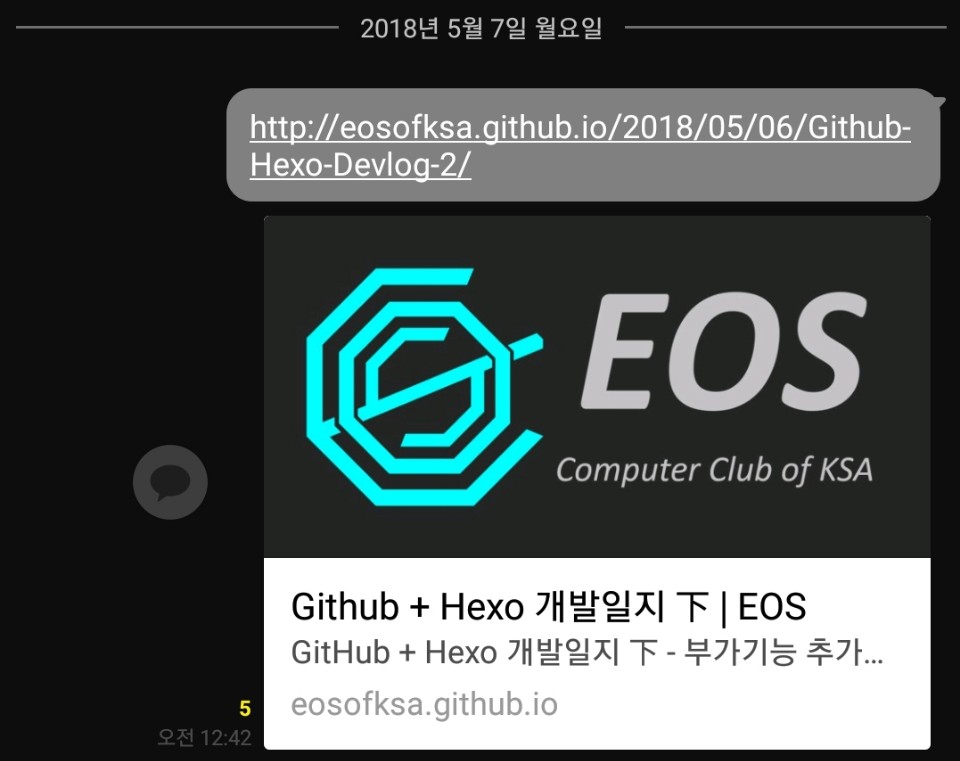 2018년 5월 7일 월요일
http://eosofksa.github.io/2018/05/06/Github-
Hexo-Devlog-2/
EOS
Computer Club of KSA
Github + Hexo 개발일지 下 | EOS
GitHub + Hexo 개발일지 下 - 부가기능 추가...
eosofksa.github.io
5
오전 12:42